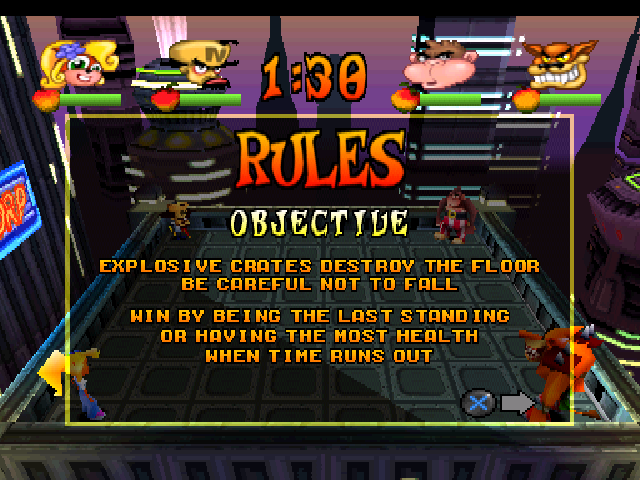 1:30
RULES
OBJECTIVE
EXPLOSIVE CRATES DESTROY THE FLOOR
BE CAREFUL NOT TO FALL
WIN BY BEING THE LAST STANDING
OR HAVING THE MOST HEALTH
WHEN TIME RUNS OUT